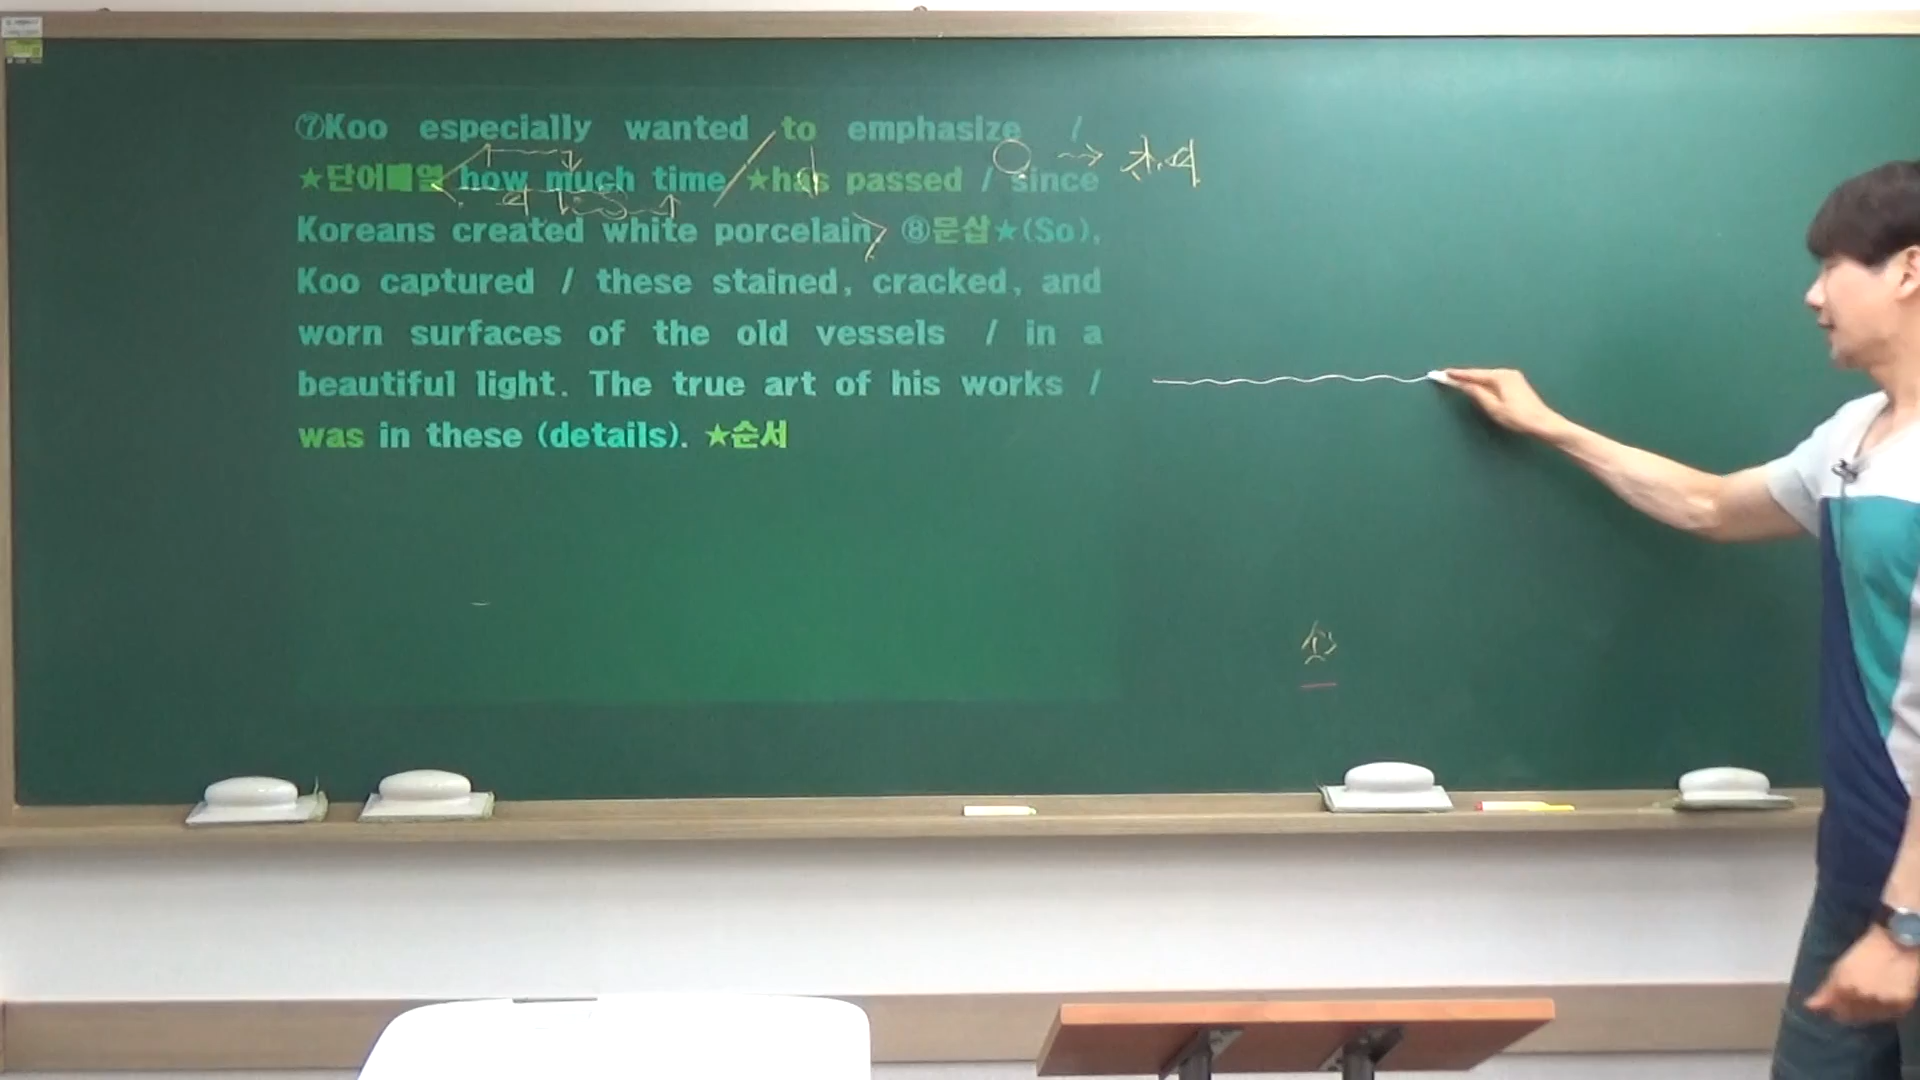 ⑦Koo especially wanted to emphasize /
★단어배열 how much time / ★has passed / since
Koreans created white porcelain. ⑧문삽★(So),
Koo captured / these stained, cracked, and
worn surfaces of the old vessels / in a
beautiful light. The true art of his works /
was in these (details). ★순서